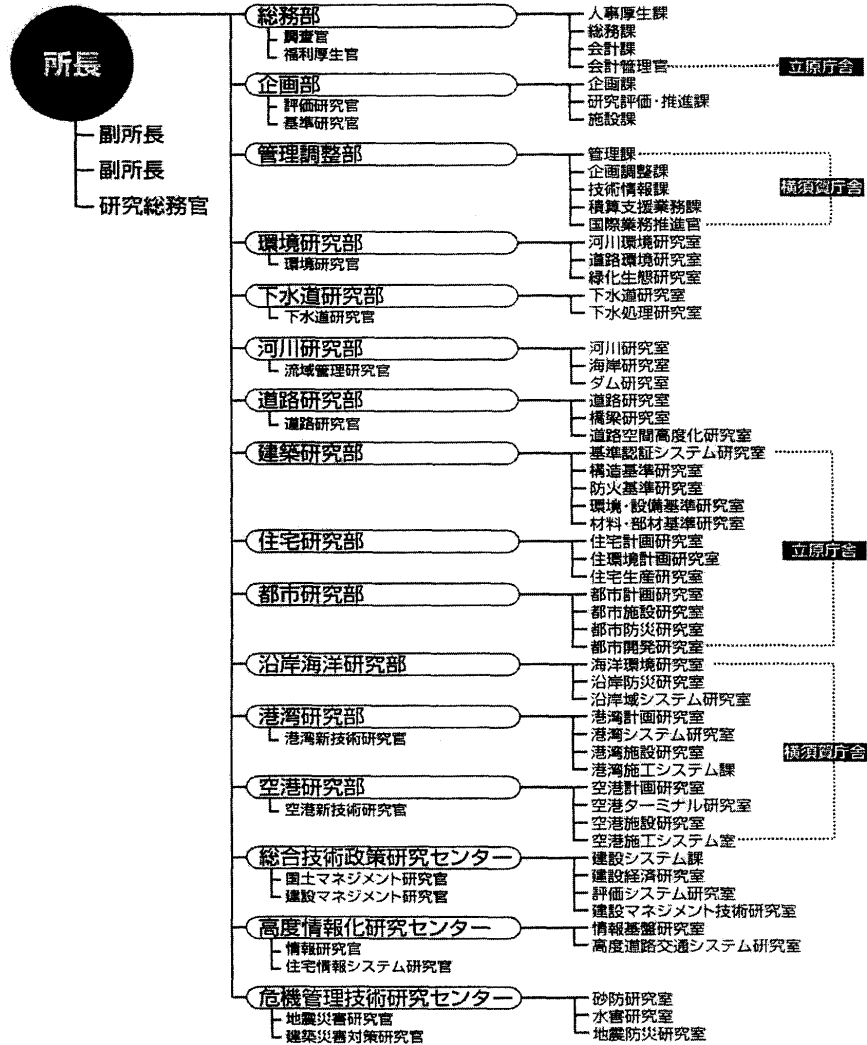 所長
副所長
副所長
研究総務官
総務部
調査官
福利厚生官
人事厚生課
総務課
会計課
会計管理官
立原庁舎
企画部
評価研究官
基準研究官
企画課
研究評価・推進課
施設課
管理調整部
管理課
企画調整課
技術情報課
積算支援業務課
国際業務推進官
横須賀庁舎
環境研究部
環境研究官
河川環境研究室
道路環境研究室
緑化生態研究室
下水道研究部
下水道研究官
下水道研究室
下水処理研究室
河川研究部
流域管理研究官
河川研究室
海岸研究室
ダム研究室
道路研究部
道路研究官
道路研究室
橋梁研究室
道路空間高度化研究室
建築研究部
基準認証システム研究室
構造基準研究室
防火基準研究室
環境・設備基準研究室
材料・部材基準研究室
住宅研究部
住宅計画研究室
住環境計画研究室
住宅生産研究室
立原庁舎
都市研究部
都市計画研究室
都市施設研究室
都市防災研究室
都市開発研究室
沿岸海洋研究部
海洋環境研究室
沿岸防災研究室
沿岸域システム研究室
港湾研究部
港湾新技術研究官
港湾計画研究室
港湾システム研究室
港湾施設研究室
港湾施工システム課
横須賀庁舎
空港研究部
空港新技術研究官
空港計画研究室
空港ターミナル研究室
空港施設研究室
空港施工システム室
総合技術政策研究センター
国土マネジメント研究官
建設マネジメント研究官
建設システム課
建設経済研究室
評価システム研究室
建設マネジメント技術研究室
高度情報化研究センター
情報研究官
住宅情報システム研究官
情報基盤研究室
高度道路交通システム研究室
危機管理技術研究センター
地震災害研究官
建築災害対策研究官
砂防研究室
水害研究室
地震防災研究室